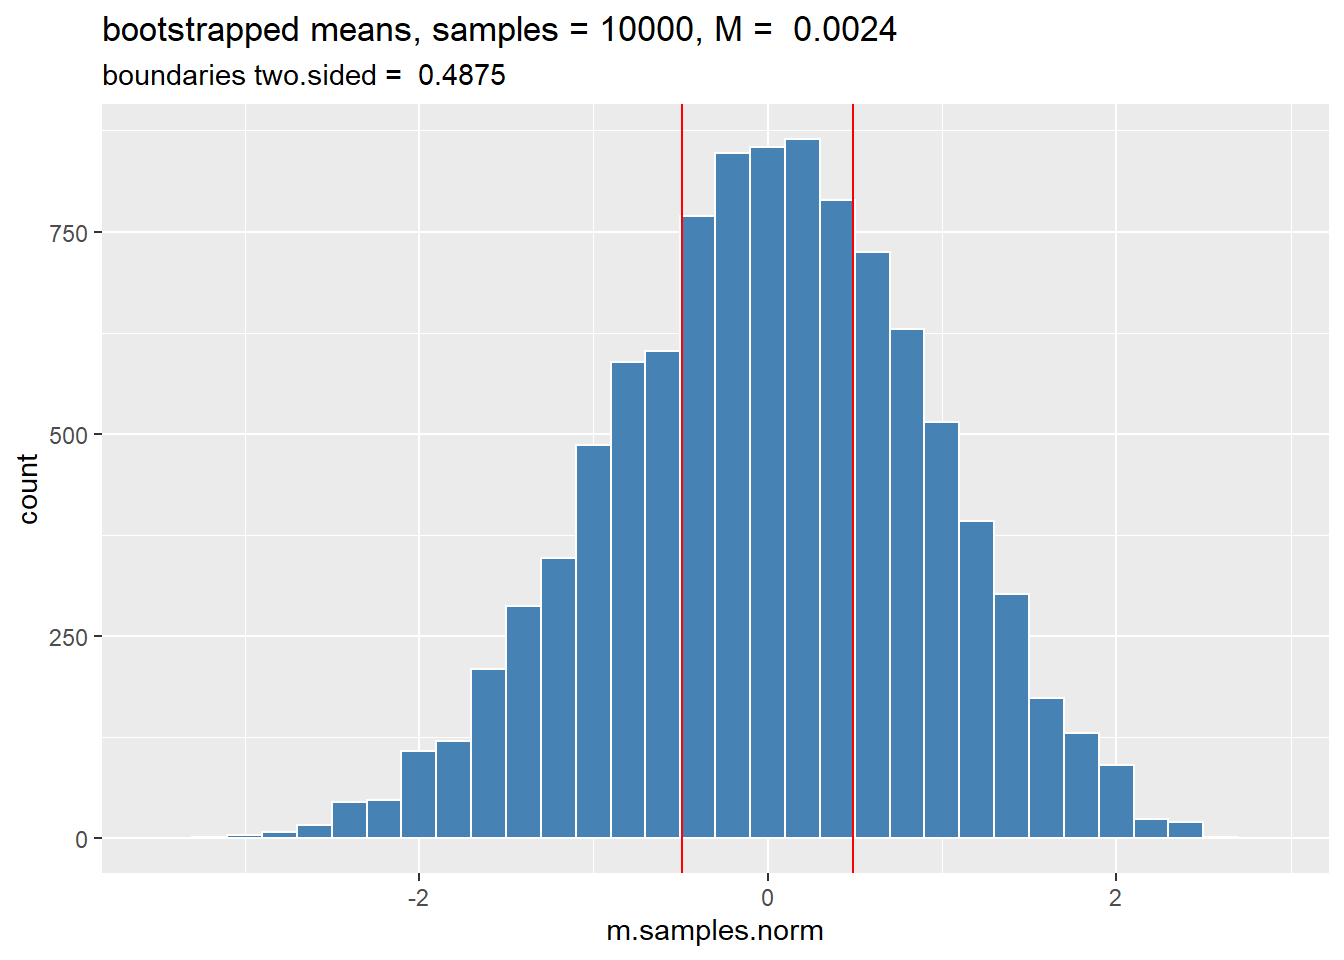 bootstrapped means, samples = 10000, M =  0.0024
boundaries two.sided =  0.4875
750
500
250
0
count
-2
0
2
m.samples.norm